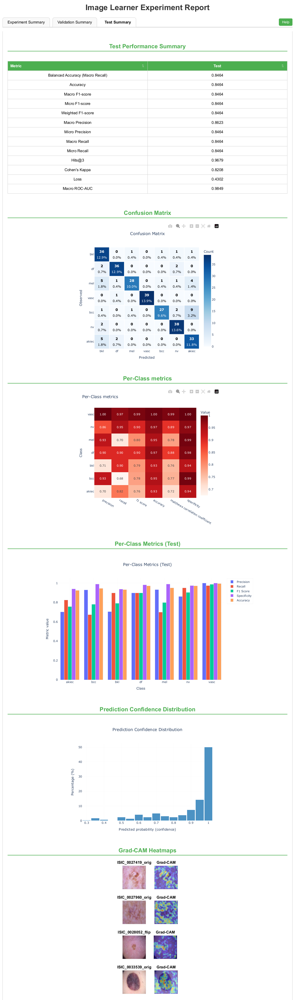 Image Learner Experiment Report
Experiment Summary
Validation Summary
Test Summary
Help
Test Performance Summary
Metric Test
Balanced Accuracy (Macro Recall) 0.8464
Accuracy 0.8464
Macro F1-score 0.8464
Micro F1-score 0.8464
Weighted F1-score 0.8464
Macro Precision 0.8623
Micro Precision 0.8464
Macro Recall 0.8464
Micro Recall 0.8464
Hits@3 0.9679
Cohen's Kappa 0.8208
Loss 0.4302
Macro ROC-AUC 0.9849
Confusion Matrix
Confusion Matrix
Observed
bkl 36 0 1 0 1 1 1
12.9% 0.0% 0.4% 0.0% 0.4% 0.4% 0.4%
df 2 36 0 0 0 2 0
0.7% 12.9% 0.0% 0.0% 0.0% 0.7% 0.0%
mel 5 1 28 0 1 1 4
1.8% 0.4% 10.0% 0.0% 0.4% 0.4% 1.4%
vasc 0 1 0 39 0 0 0
0.0% 0.4% 0.0% 13.9% 0.0% 0.0% 0.0%
bcc 1 0 1 0 27 2 9
0.4% 0.0% 0.4% 0.0% 9.6% 0.7% 3.2%
nv 2 0 0 0 0 38 0
0.7% 0.0% 0.0% 0.0% 0.0% 13.6% 0.0%
akiec 5 2 0 0 0 0 33
1.8% 0.7% 0.0% 0.0% 0.0% 0.0% 11.8%
bkl df mel vasc bcc nv akiec
Predicted
Count
35
30
25
20
15
10
5
0
Per-Class metrics
Per-Class metrics
Class
vasc 1.00 0.97 0.99 1.00 0.99 1.00
nv 0.86 0.95 0.90 0.97 0.89 0.97
mel 0.93 0.70 0.80 0.95 0.78 0.99
df 0.90 0.90 0.90 0.97 0.88 0.98
bkl 0.71 0.90 0.79 0.93 0.76 0.94
bcc 0.93 0.68 0.78 0.95 0.77 0.99
akiec 0.70 0.82 0.76 0.93 0.72 0.94
precision recall f1 score accuracy matthews correlation coefficient specificity
Value
1
0.95
0.9
0.85
0.8
0.75
0.7
Per-Class Metrics (Test)
Per-Class Metrics (Test)
Metric value
1
0.8
0.6
0.4
0.2
0
akiec bcc bkl df mel nv vasc
Class
Precision
Recall
F1 Score
Specificity
Accuracy
Prediction Confidence Distribution
Prediction Confidence Distribution
Percentage (%)
50
40
30
20
10
0
0.3 0.4 0.5 0.6 0.7 0.8 0.9 1
Predicted probability (confidence)
Grad-CAM Heatmaps
ISIC_0027419_orig Grad-CAM
ISIC_0027960_orig Grad-CAM
ISIC_0028052_flip Grad-CAM
ISIC_0033539_orig Grad-CAM